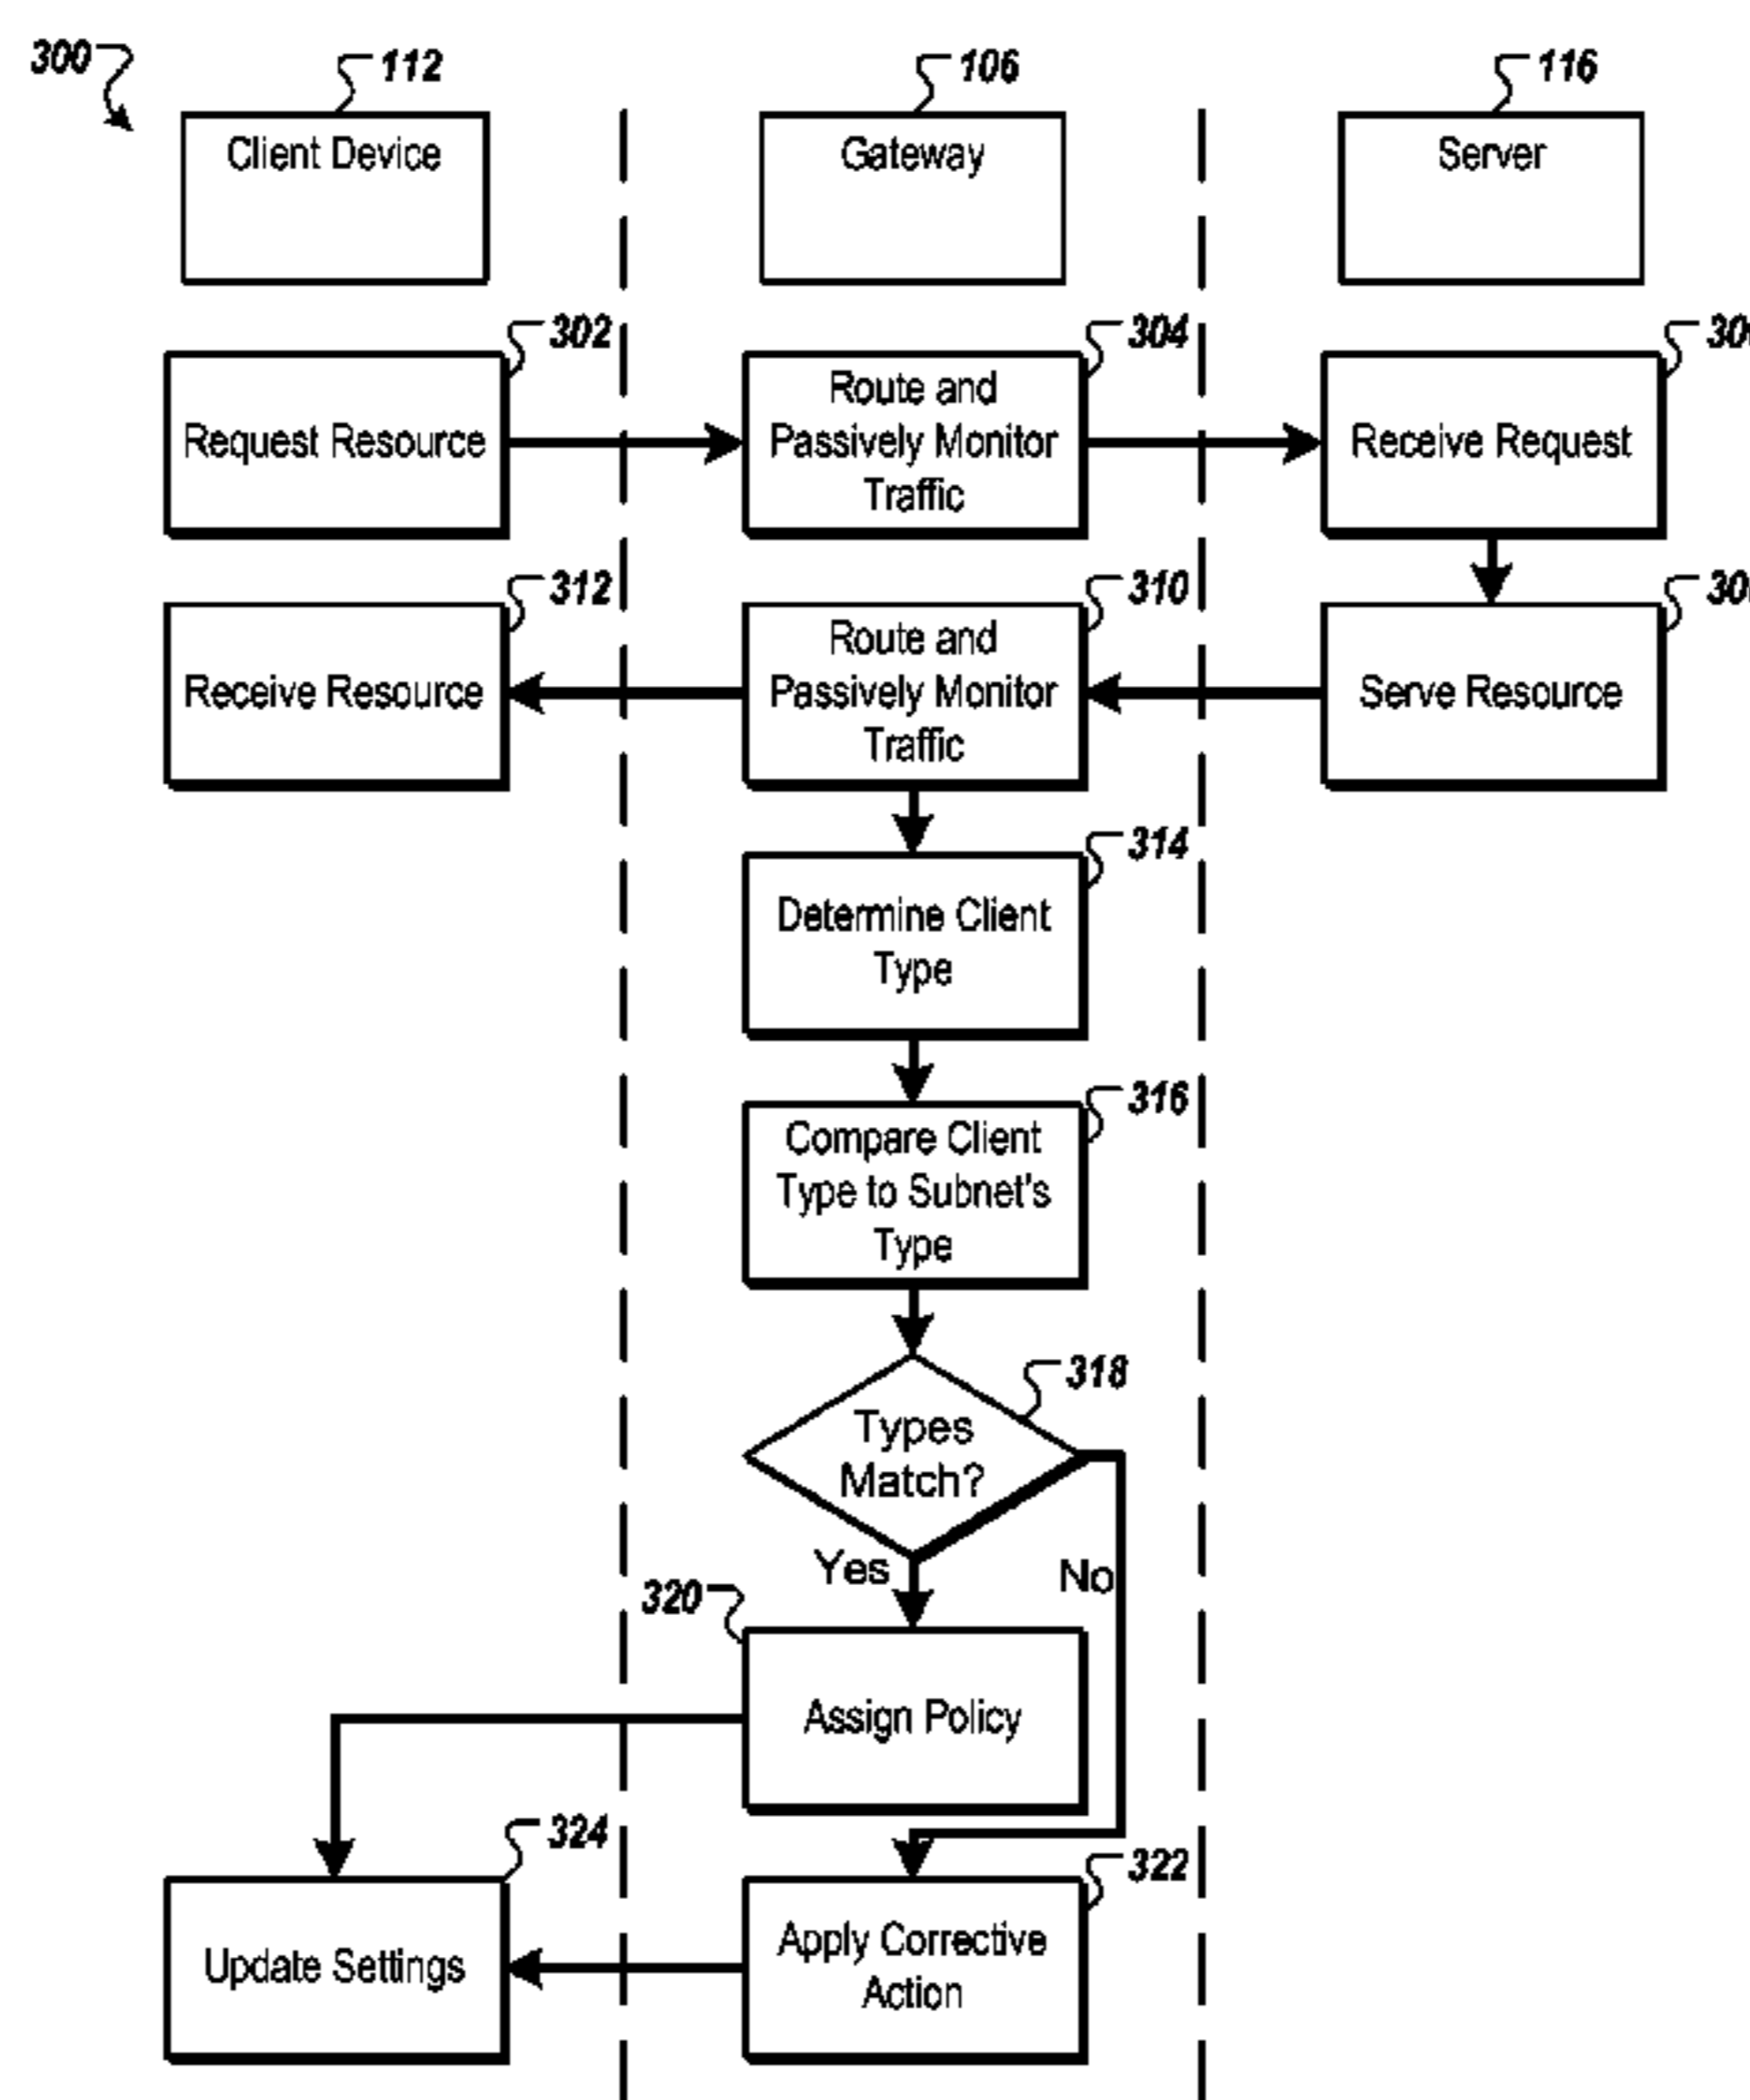 300
112
106
116
Client Device
Gateway
Server
302
304
Request Resource
Route and
Passively Monitor
Traffic
Receive Request
312
310
Receive Resource
Route and
Passively Monitor
Traffic
Serve Resource
314
Determine Client
Type
316
Compare Client
Type to Subnet's
Type
318
Types
Match?
Yes
No
320
Assign Policy
324
322
Update Settings
Apply Corrective
Action